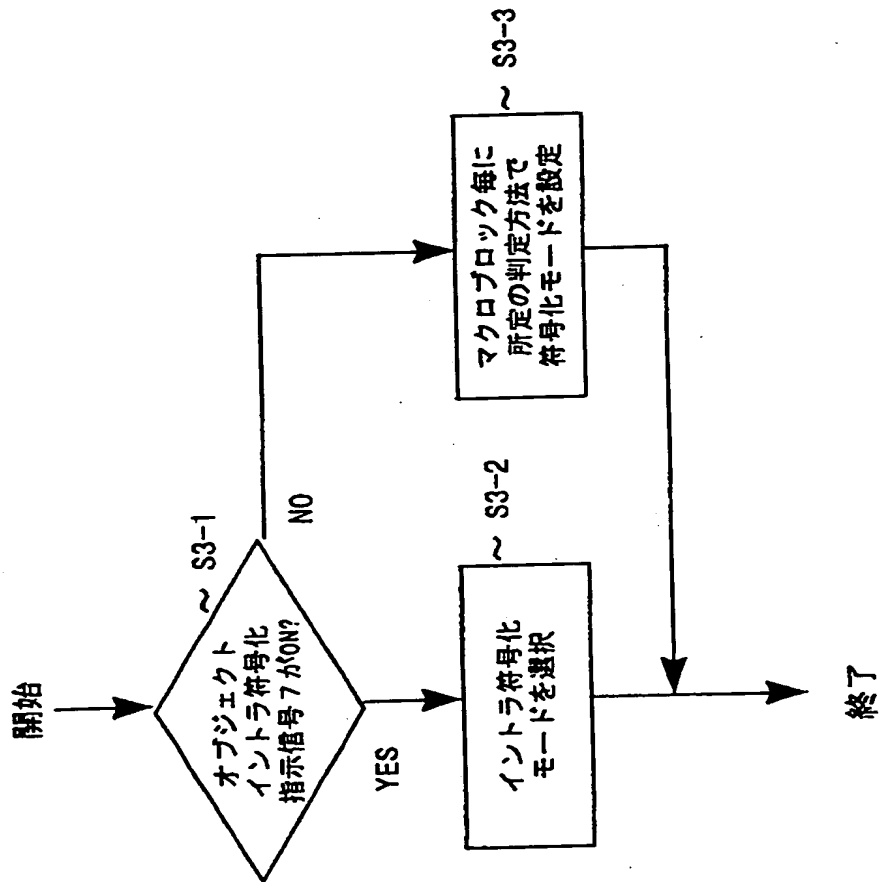 開始
オブジェクト
イントラ符号化
指示信号7がON?
~ S3-1
NO
YES
イントラ符号化
モードを選択
~ S3-2
マクロブロック毎に
所定の判定方法で
符号化モードを設定
~ S3-3
終了